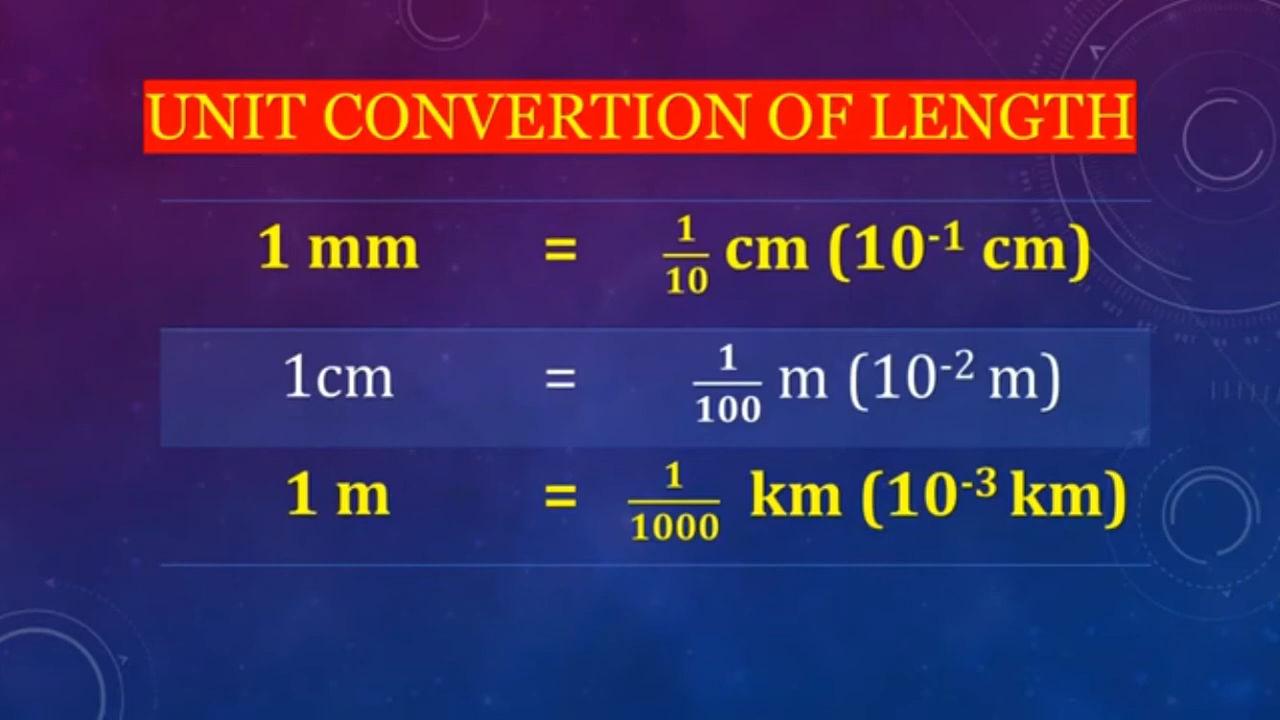 UNIT CONVERTION OF LENGTH
1 mm = 1/10 cm (10⁻¹ cm)
1cm = 1/100 m (10⁻² m)
1 m = 1/1000 km (10⁻³ km)